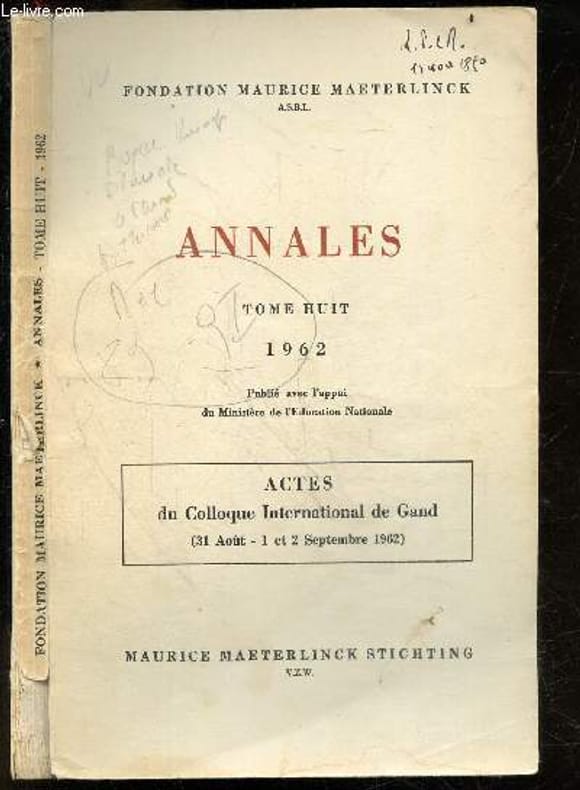 © Le-livre.com
FONDATION MAURICE MAETERLINCK
A.S.B.L.
ANNALES
TOME HUIT
1962
Publié avec l'appui
du Ministère de l'Education Nationale
ACTES
du Colloque International de Gand
(31 Août - 1 et 2 Septembre 1962)
MAURICE MAETERLINCK STICHTING
V.Z.W.
FONDATION MAURICE MAETERLINCK ★ ANNALES - TOME HUIT - 1962